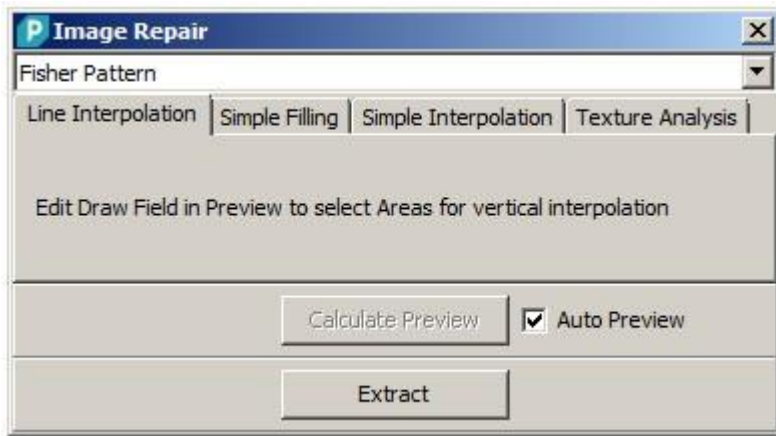 P Image Repair
Fisher Pattern
Line Interpolation Simple Filling Simple Interpolation Texture Analysis
Edit Draw Field in Preview to select Areas for vertical interpolation
Calculate Preview Auto Preview
Extract